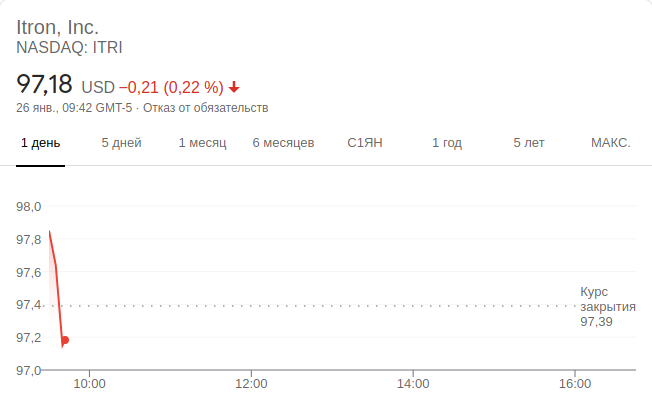 Itron, Inc.
NASDAQ: ITRI
97,18 USD −0,21 (0,22 %)
26 янв., 09:42 GMT-5 · Отказ от обязательств
1 день 5 дней 1 месяц 6 месяцев С1ЯН 1 год 5 лет МАКС.
98,0
97,8
97,6
97,4
97,2
97,0
Курс
закрытия
97,39
10:00 12:00 14:00 16:00